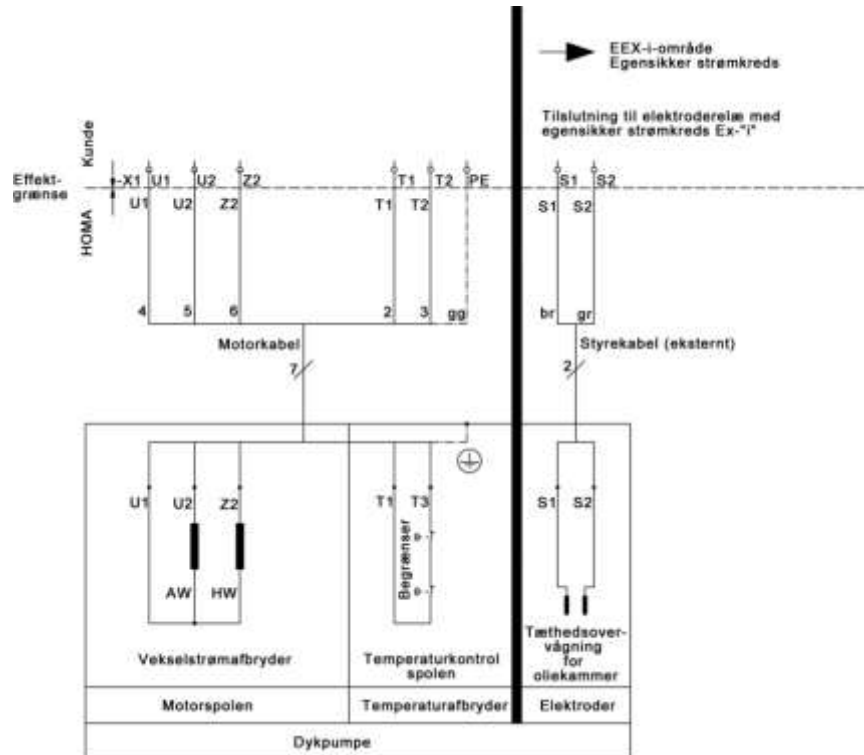 EEX-i-område
Egensikker strømkreds
Tilslutning til elektroderelæ med
egensikker strømkreds Ex-"i"
Kunde
Effekt-
grænse
HOMA
-X1 U1 U2 Z2 T1 T2 PE S1 S2
U1 U2 Z2 T1 T2 S1 S2
4 5 6 2 3 gg br gr
Motorkabel
7
Styrekabel (eksternt)
2
U1 U2 Z2 T1 T3 S1 S2
Begrænser
AW HW
Vekselstrømafbryder
Temperaturkontrol
spolen
Tæthedsover-
vågning
for
oliekammer
Motorspolen
Temperaturafbryder
Elektroder
Dykpumpe